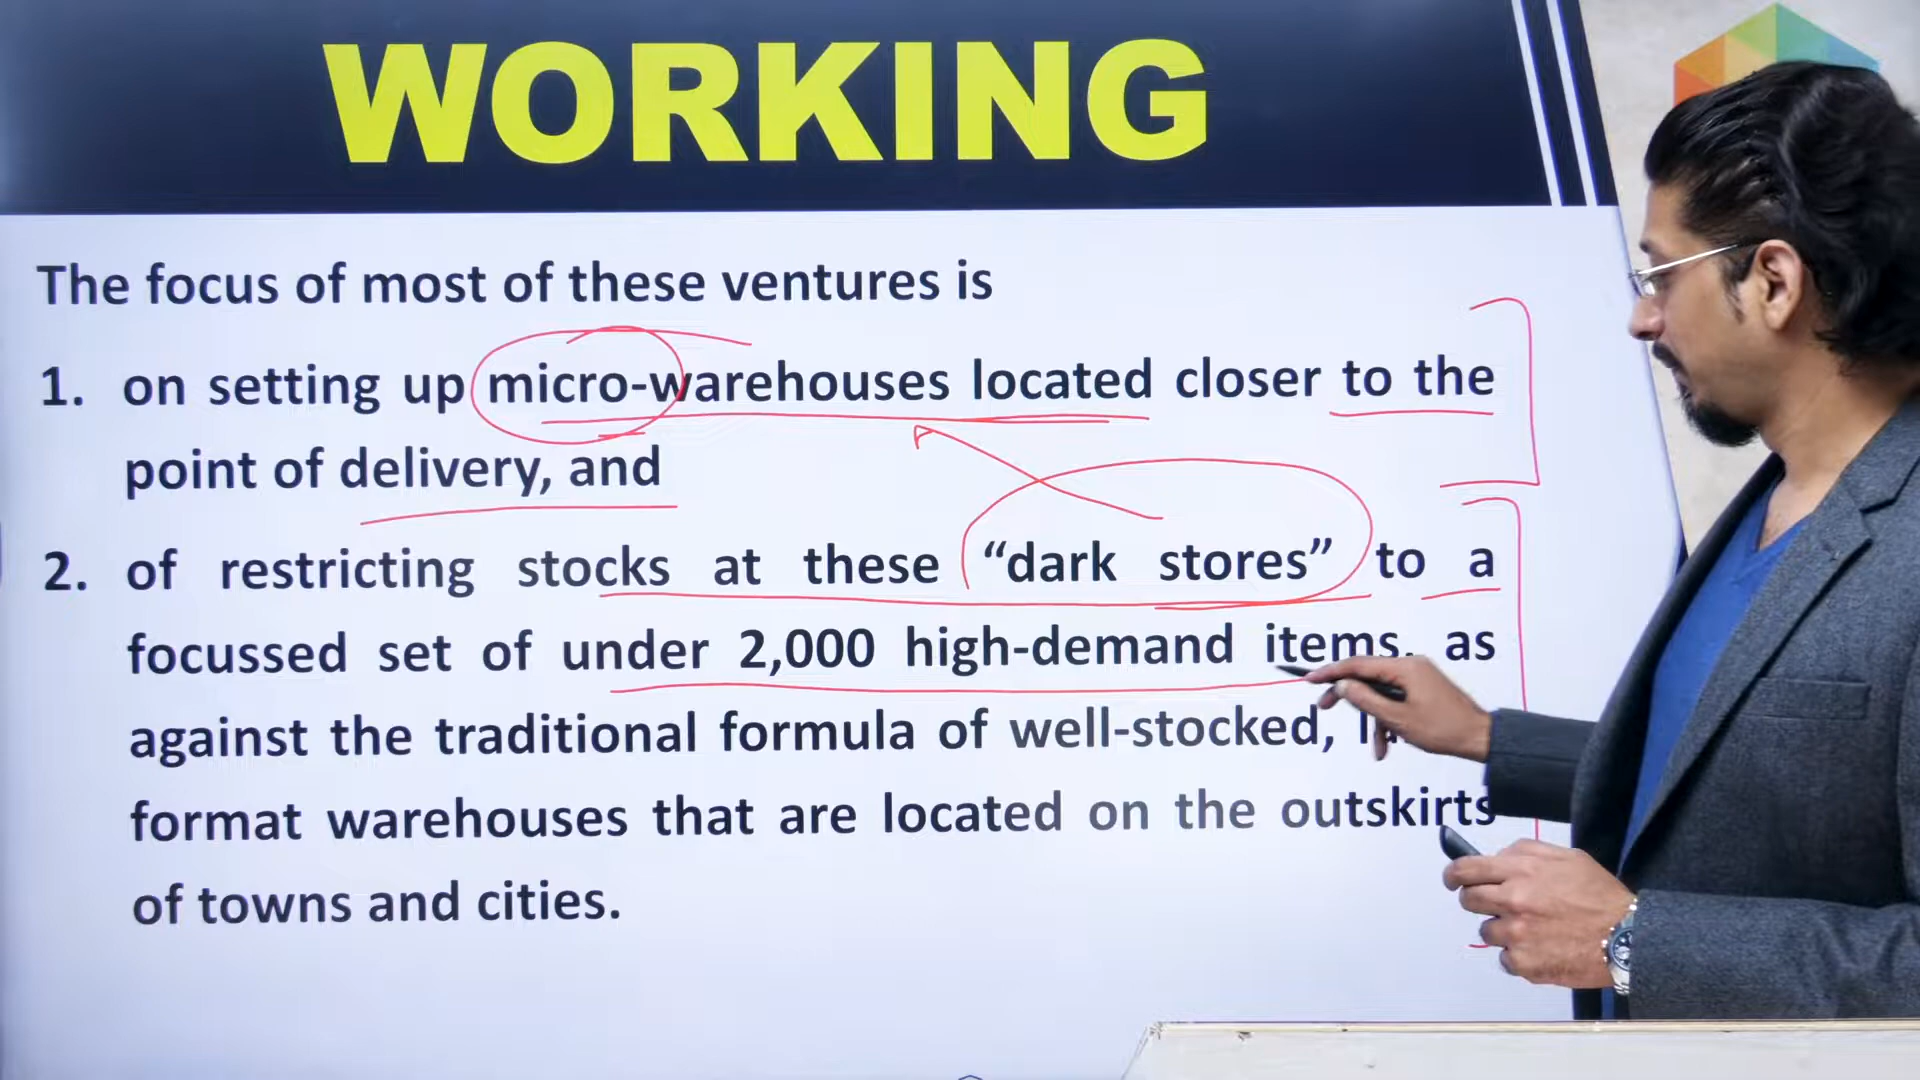 WORKING
The focus of most of these ventures is
1. on setting up micro-warehouses located closer to the
point of delivery, and
2. of restricting stocks at these “dark stores” to a
focussed set of under 2,000 high-demand items, as
against the traditional formula of well-stocked,
format warehouses that are located on the outskirts
of towns and cities.